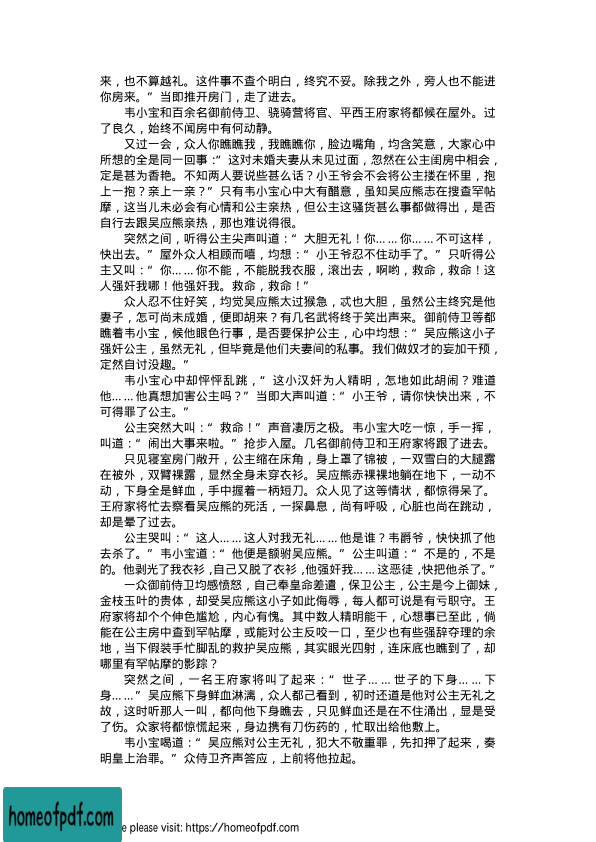 来，也不算越礼。这件事不查个明白，终究不妥。除我之外，旁人也不能进
你房来。”当即推开房门，走了进去。
韦小宝和百余名御前侍卫、骁骑营将官、平西王府家将都候在屋外。过
了良久，始终不闻房中有何动静。
又过一会，众人你瞧瞧我，我瞧瞧你，脸边嘴角，均含笑意，大家心中
所想的全是同一回事：“这对未婚夫妻从未见过面，忽然在公主闺房中相会，
定是甚为香艳。不知两人要说些甚么话？小王爷会不会将公主搂在怀里，抱
上一抱？亲上一亲？”只有韦小宝心中大有醋意，虽知吴应熊志在搜查罕帖
摩，这当儿未必会有心情和公主亲热，但公主这骚货甚么事都做得出，是否
自行去跟吴应熊亲热，那也难说得很。
突然之间，听得公主尖声叫道：“大胆无礼！你……你……不可这样，
快出去。”屋外众人相顾而嘻，均想：“小王爷忍不住动手了。”只听得公
主又叫：“你……你不能，不能脱我衣服，滚出去，啊哟，救命，救命！这
人强奸我哪！他强奸我。救命，救命！”
众人忍不住好笑，均觉吴应熊太过猴急，忒也大胆，虽然公主终究是他
妻子，怎可尚未成婚，便即胡来？有几名武将终于笑出声来。御前侍卫等都
瞧着韦小宝，候他眼色行事，是否要保护公主，心中均想：“吴应熊这小子
强奸公主，虽然无礼，但毕竟是他们夫妻间的私事。我们做奴才的妄加干预，
定然自讨没趣。”
韦小宝心中却怦怦乱跳，“这小汉奸为人精明，怎地如此胡闹？难道
他……他真想加害公主吗？”当即大声叫道：“小王爷，请你快快出来，不
可得罪了公主。”
公主突然大叫：“救命！”声音凄厉之极。韦小宝大吃一惊，手一挥，
叫道：“闹出大事来啦。”抢步入屋。几名御前侍卫和王府家将跟了进去。
只见寝室房门敞开，公主缩在床角，身上罩了锦被，一双雪白的大腿露
在被外，双臂裸露，显然全身未穿衣衫。吴应熊赤裸裸地躺在地下，一动不
动，下身全是鲜血，手中握着一柄短刀。众人见了这等情状，都惊得呆了。
王府家将忙去察看吴应熊的死活，一探鼻息，尚有呼吸，心脏也尚在跳动，
却是晕了过去。
公主哭叫：“这人……这人对我无礼……他是谁？韦爵爷，快快抓了他
去杀了。”韦小宝道：“他便是额驸吴应熊。”公主叫道：“不是的，不是
的。他剥光了我衣衫，自己又脱了衣衫，他强奸我……这恶徒，快把他杀了。”
一众御前侍卫均感愤怒，自己奉皇命差遣，保卫公主，公主是今上御妹，
金枝玉叶的贵体，却受吴应熊这小子如此侮辱，每人都可说是有亏职守。王
府家将却个个神色尴尬，内心有愧。其中数人精明能干，心想事已至此，倘
能在公主房中查到罕帖摩，或能对公主反咬一口，至少也有些强辞夺理的余
地，当下假装手忙脚乱的救护吴应熊，其实眼光四射，连床底也瞧到了，却
哪里有罕帖摩的影踪？
突然之间，一名王府家将叫了起来：“世子……世子的下身……下
身……”吴应熊下身鲜血淋漓，众人都己看到，初时还道是他对公主无礼之
故，这时听那人一叫，都向他下身瞧去，只见鲜血还是在不住涌出，显是受
了伤。众家将都惊慌起来，身边携有刀伤药的，忙取出给他敷上。
韦小宝喝道：“吴应熊对公主无礼，犯大不敬重罪，先扣押了起来，奏
明皇上治罪。”众侍卫齐声答应，上前将他拉起。
homeofpdf.com
e please visit: https://homeofpdf.com